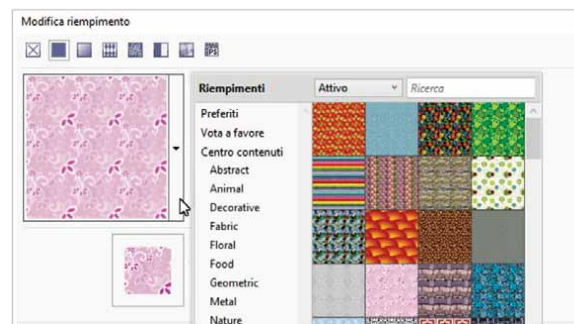 Modifica riempimento
Riempimenti
Attivo
Ricerca
Preferiti
Vota a favore
Centro contenuti
Abstract
Animal
Decorative
Fabric
Floral
Food
Geometric
Metal
Nature